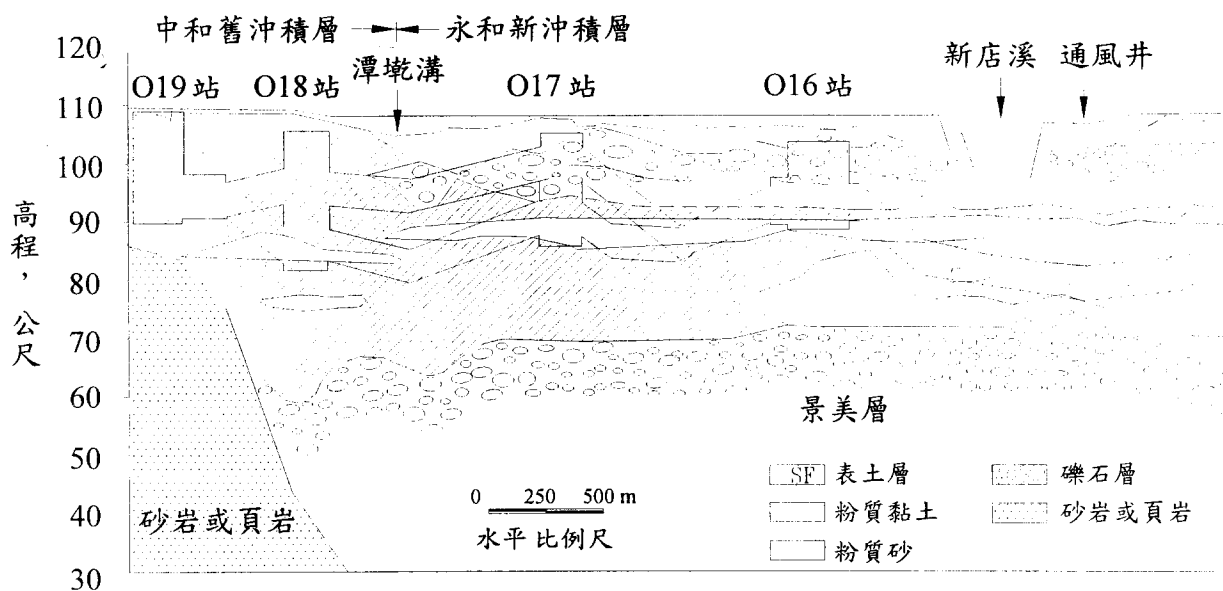 中和舊沖積層 永和新沖積層
潭墘溝
新店溪 通風井
O19站 O18站 O17站 O16站
120
110
100
90
80
70
60
50
40
30
高程，公尺
景美層
砂岩或頁岩
0 250 500 m
水平比例尺
SF 表土層
粉質黏土
粉質砂
礫石層
砂岩或頁岩